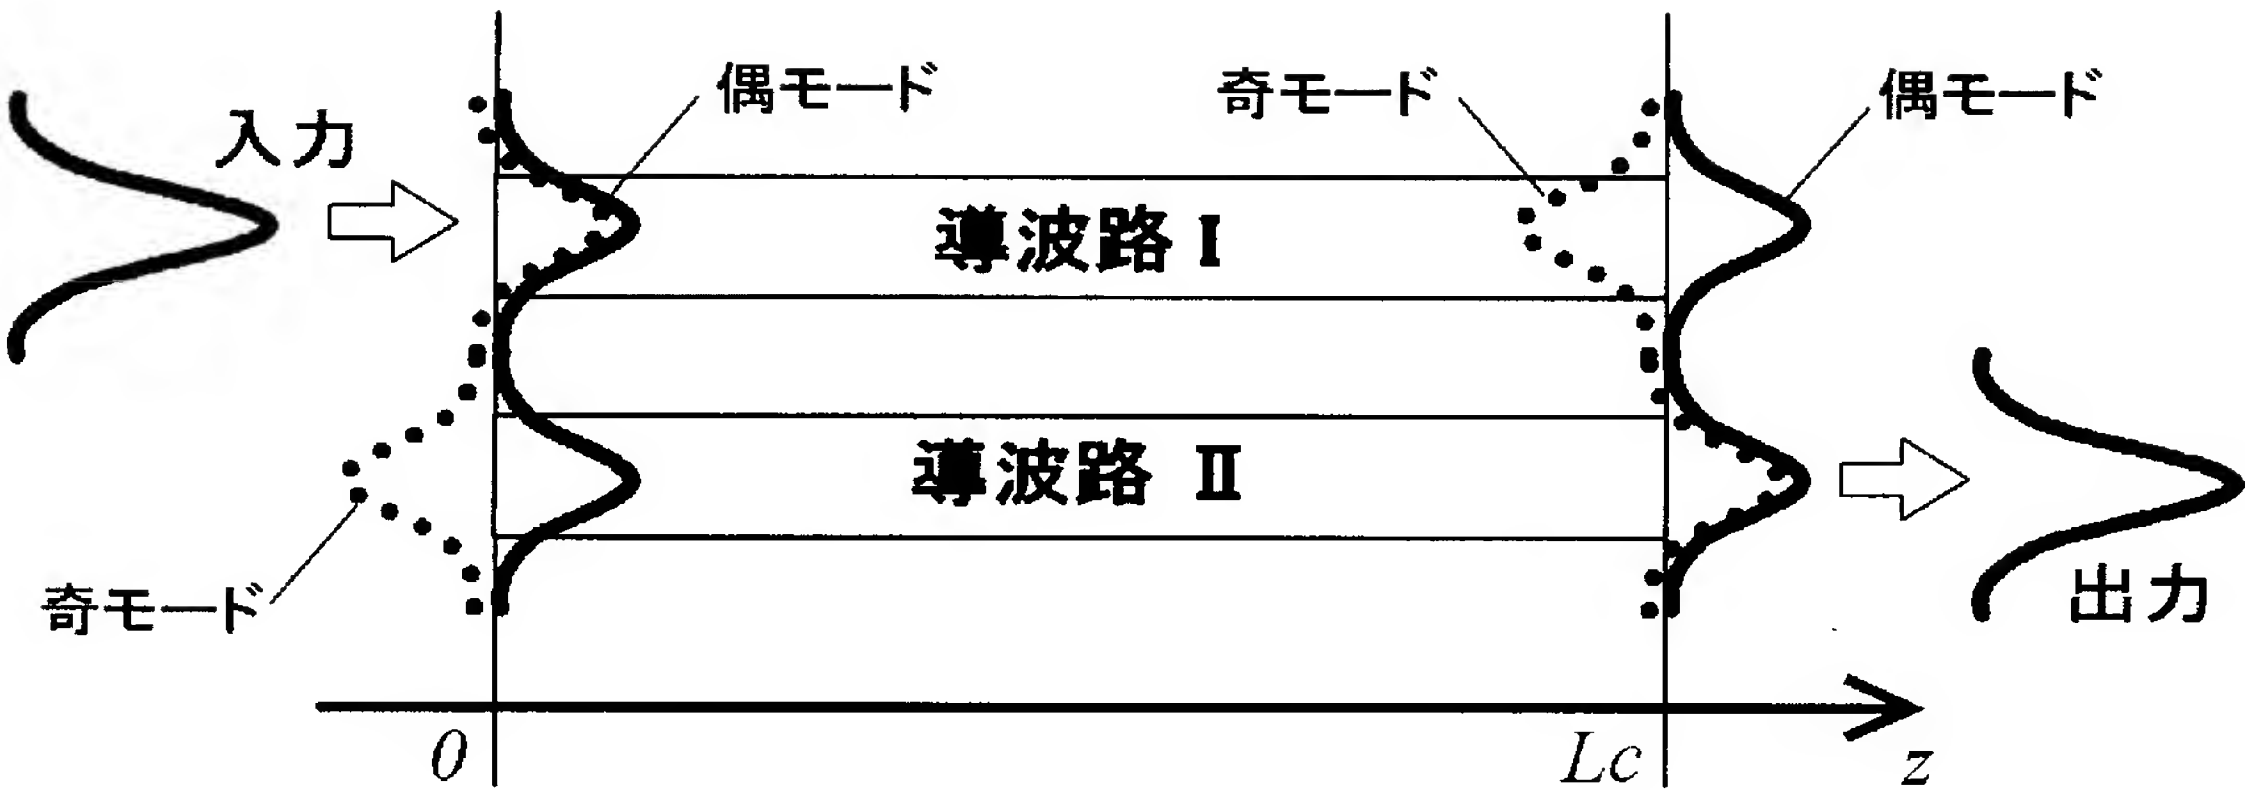 偶モード
奇モード
偶モード
入力
導波路 I
導波路 II
奇モード
出力
0
Lc
z